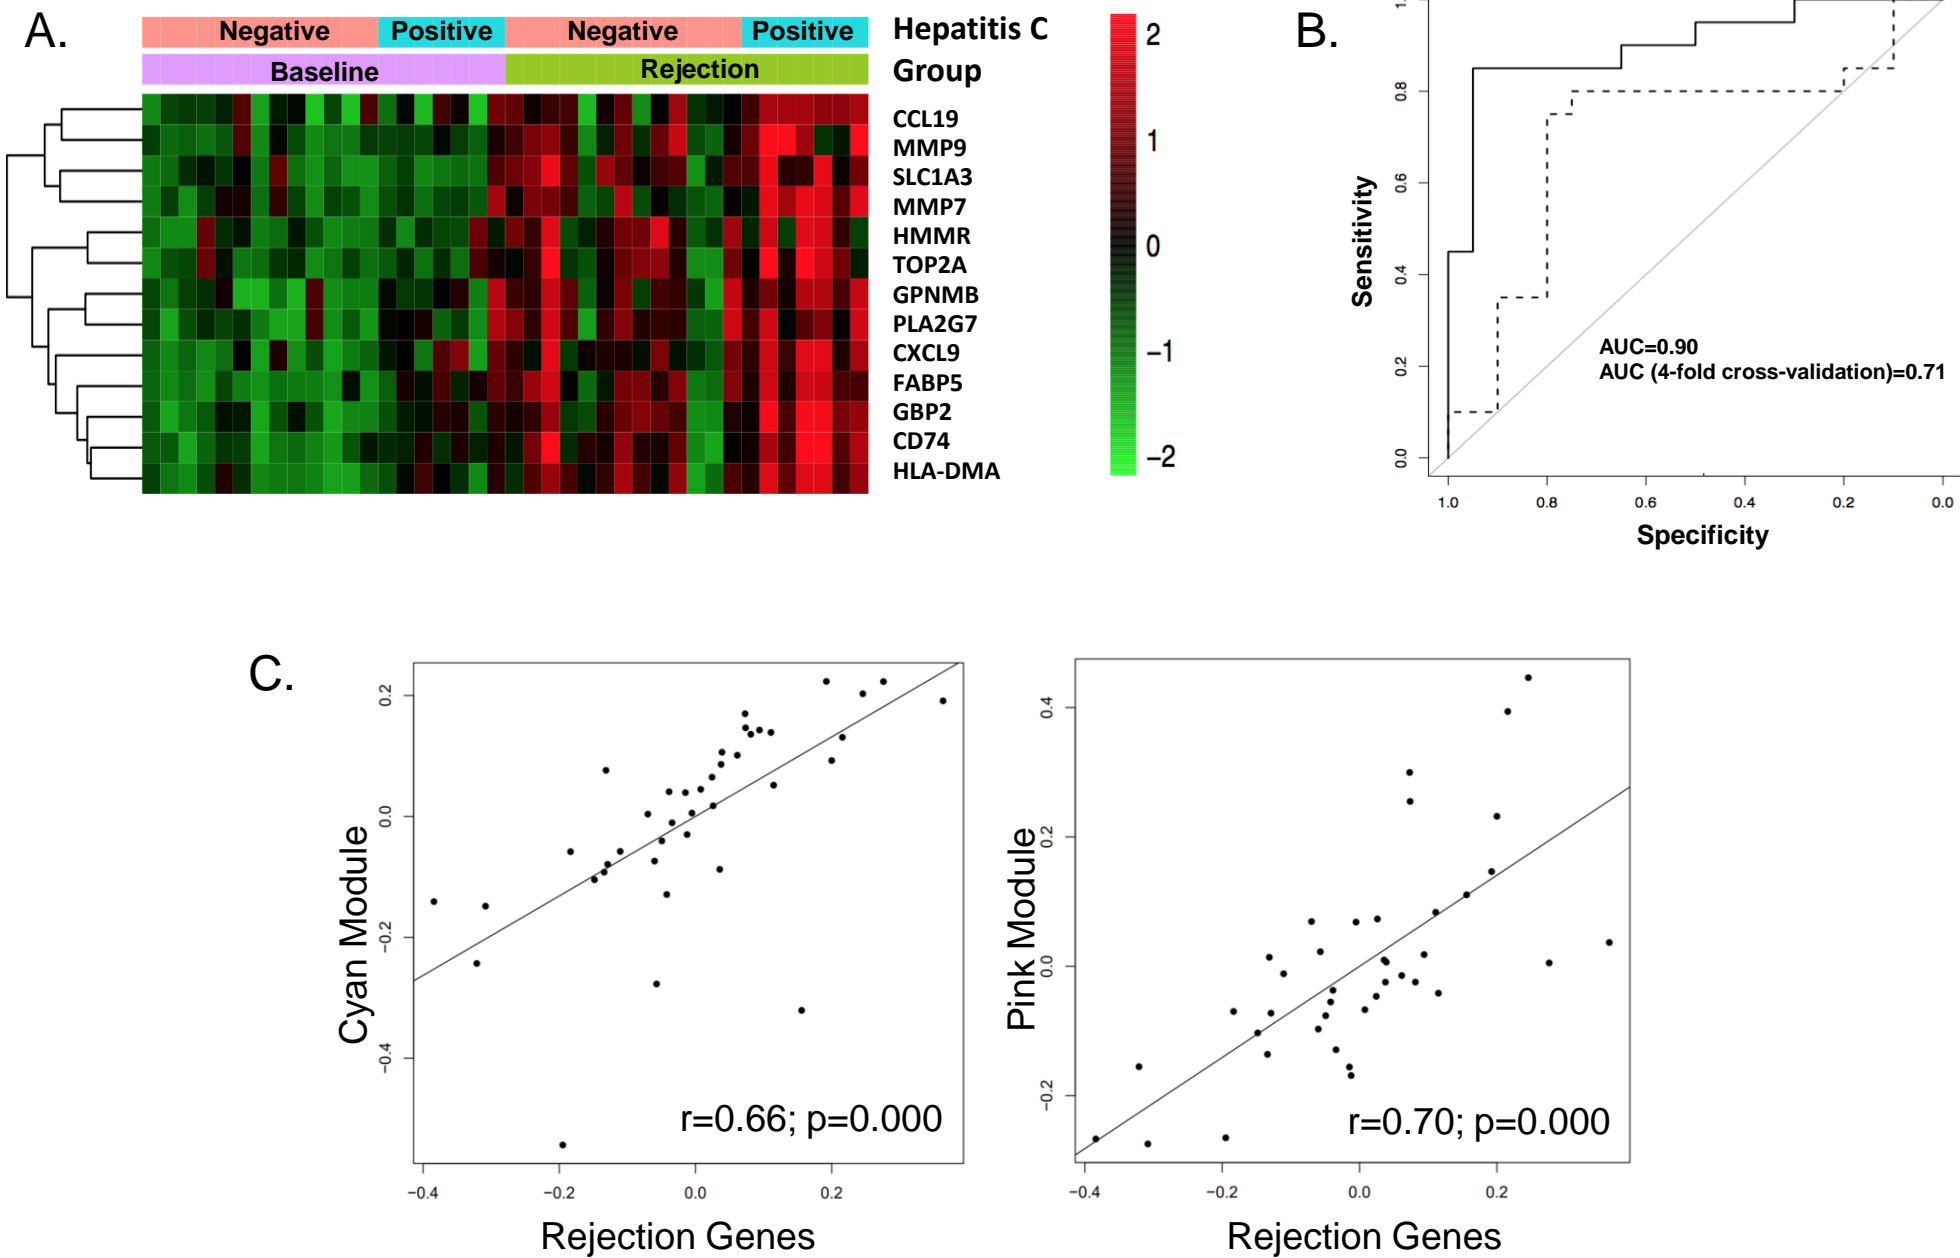 A.
Negative Positive Negative Positive Hepatitis C
Baseline Rejection Group
CCL19
MMP9
SLC1A3
MMP7
HMMR
TOP2A
GPNMB
PLA2G7
CXCL9
FABP5
GBP2
CD74
HLA-DMA
2
1
0
−1
−2
B.
Sensitivity
0.8
0.6
0.4
0.2
0.0
AUC=0.90
AUC (4-fold cross-validation)=0.71
1.0 0.8 0.6 0.4 0.2 0.0
Specificity
C.
Cyan Module
0.2
0.0
−0.2
−0.4
r=0.66; p=0.000
−0.4 −0.2 0.0 0.2
Rejection Genes
Pink Module
0.4
0.2
0.0
−0.2
r=0.70; p=0.000
−0.4 −0.2 0.0 0.2
Rejection Genes